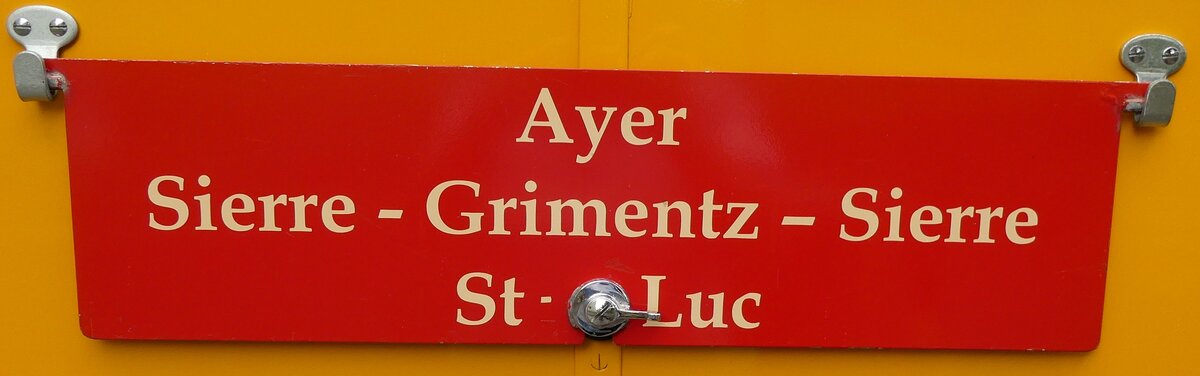 Ayer
Sierre - Grimentz – Sierre
St - Luc